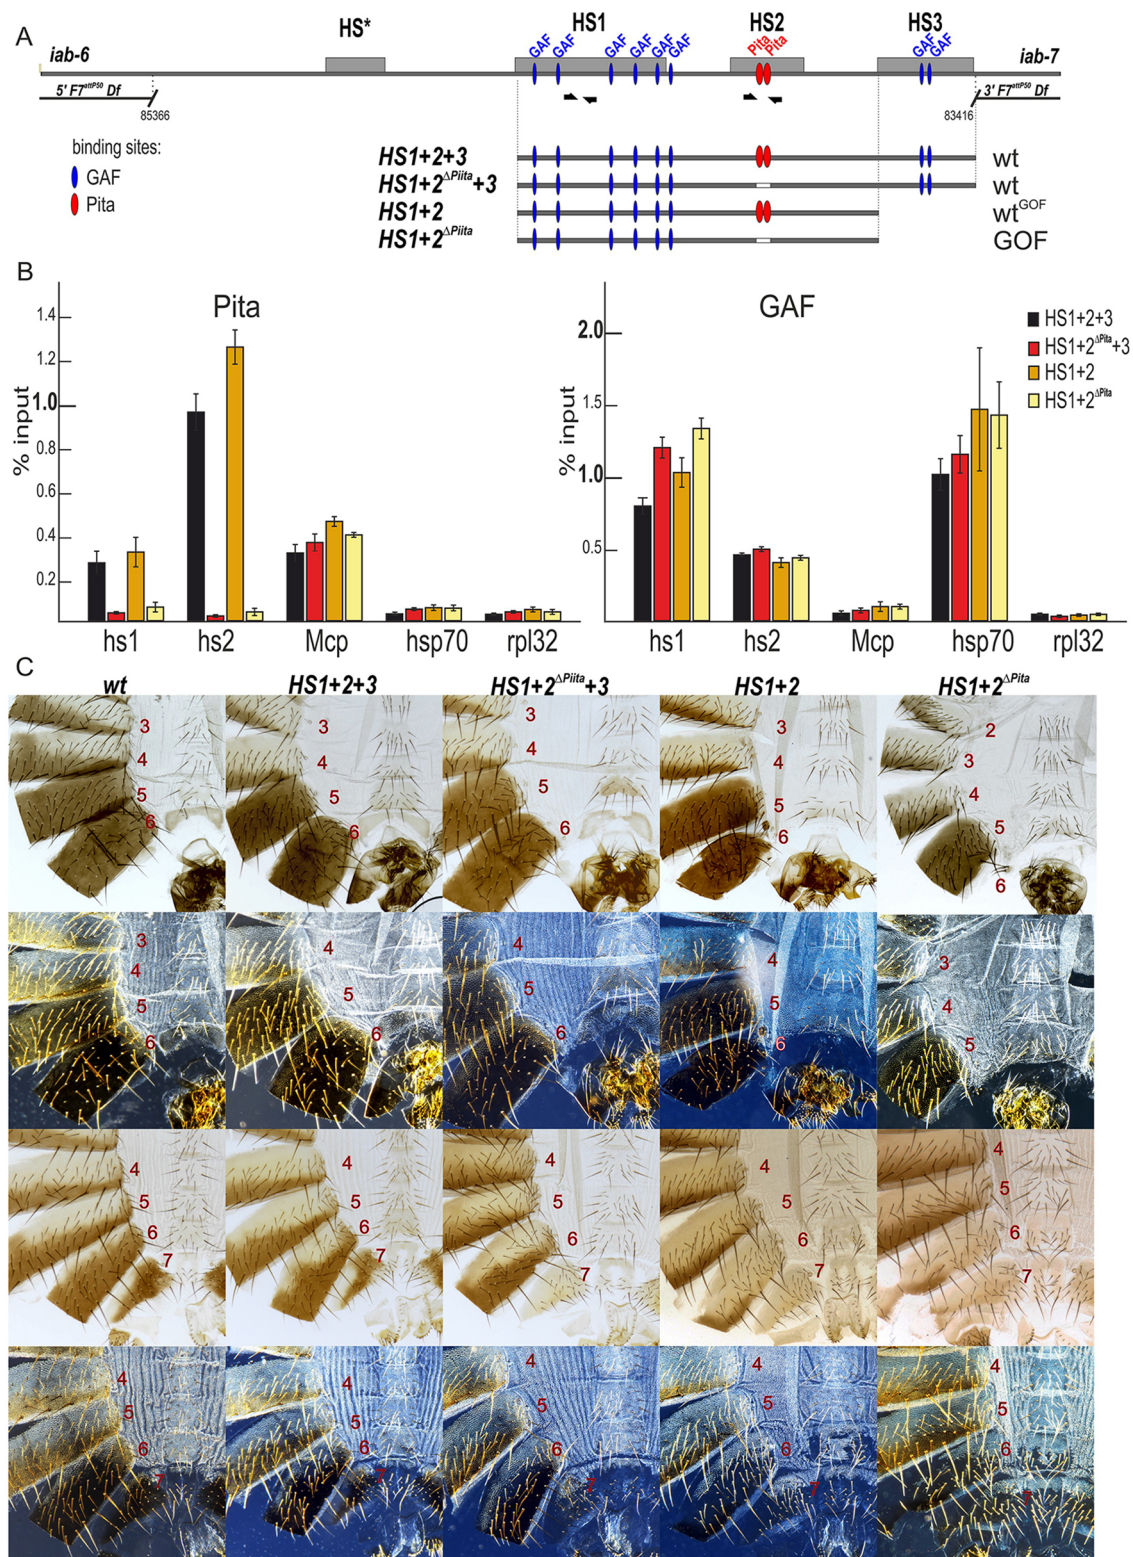 A
HS*
HS1
HS2
HS3
GAF GAF GAF GAF GAF GAF
Pita Pita
GAF GAF
iab-6
iab-7
5' F7attP50 Df
3' F7attP50 Df
85366
83416
binding sites:
GAF
Pita
HS1+2+3 wt
HS1+2ΔPiita+3 wt
HS1+2 wtGOF
HS1+2ΔPiita GOF
B
Pita
% input
1.4
1.2
1.0
0.8
0.6
0.4
0.2
hs1 hs2 Mcp hsp70 rpl32
GAF
% input
2.0
1.5
1.0
0.5
hs1 hs2 Mcp hsp70 rpl32
HS1+2+3
HS1+2ΔPita+3
HS1+2
HS1+2ΔPita
C
wt HS1+2+3 HS1+2ΔPiita+3 HS1+2 HS1+2ΔPita
3 4 5 6
3 4 5 6
3 4 5 6
3 4 5 6
2 3 4 5 6
3 4 5 6
4 5 6
4 5 6
4 5 6
3 4 5
4 5 6 7
4 5 6 7
4 5 6 7
4 5 6 7
4 5 6 7
4 5 6 7
4 5 6 7
4 5 6 7
4 5 6 7
4 5 6 7